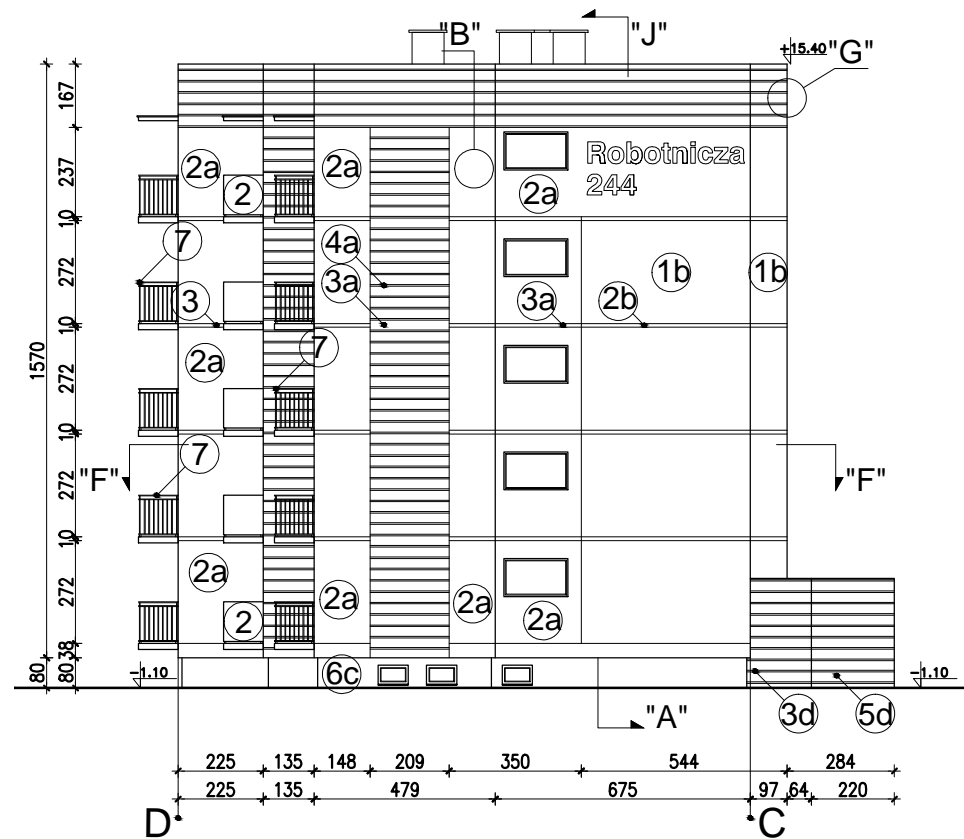 "B" "J" +15.40 "G"
167
2a 2a Robotnicza
2 2a 244
237
10
7 4a 1b 1b
272 3a
3 3a 2b
10
1570
7
2a
272
10
7
"F" "F"
272
10
2a 2a 2a
272 2 2a
38
80 80 -1.10 6c -1.10
3d 5d
"A"
225 135 148 209 350 544 284
225 135 479 675 97 64 220
D C